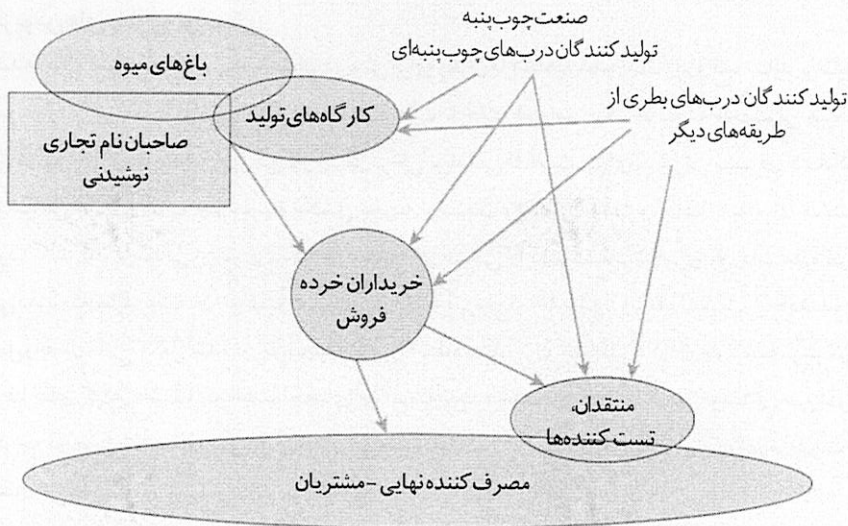 صنعت چوب‌پنبه
تولید کنندگان درب‌های چوب‌پنبه‌ای
باغ‌های میوه
تولید کنندگان درب‌های بطری از
طریقه‌های دیگر
کارگاه‌های تولید
صاحبان نام تجاری
نوشیدنی
خریداران خرده
فروش
منتقدان،
تست کننده‌ها
مصرف کننده نهایی - مشتریان